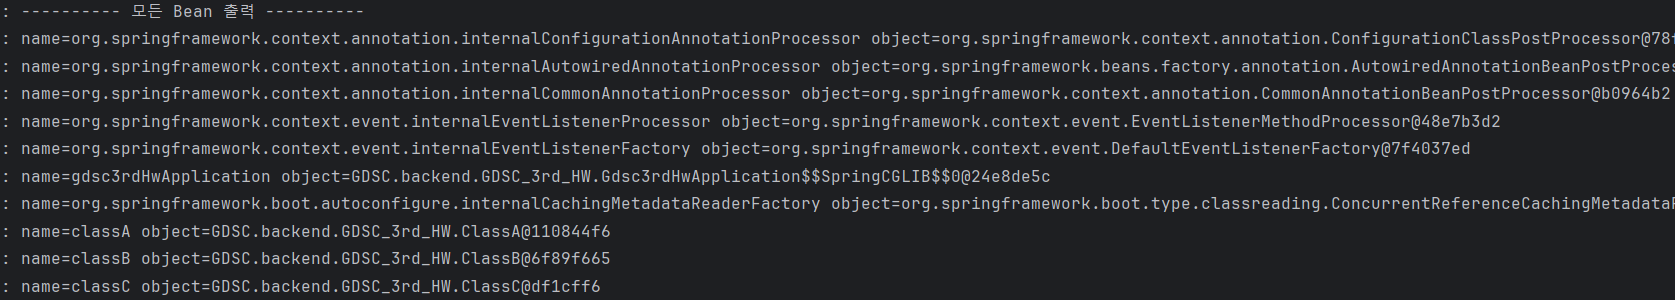 : ---------- 모든 Bean 출력 ----------
: name=org.springframework.context.annotation.internalConfigurationAnnotationProcessor object=org.springframework.context.annotation.ConfigurationClassPostProcessor@78f
: name=org.springframework.context.annotation.internalAutowiredAnnotationProcessor object=org.springframework.beans.factory.annotation.AutowiredAnnotationBeanPostProces
: name=org.springframework.context.annotation.internalCommonAnnotationProcessor object=org.springframework.context.annotation.CommonAnnotationBeanPostProcessor@b0964b2
: name=org.springframework.context.event.internalEventListenerProcessor object=org.springframework.context.event.EventListenerMethodProcessor@48e7b3d2
: name=org.springframework.context.event.internalEventListenerFactory object=org.springframework.context.event.DefaultEventListenerFactory@7f4037ed
: name=gdsc3rdHwApplication object=GDSC.backend.GDSC_3rd_HW.Gdsc3rdHwApplication$$SpringCGLIB$$0@24e8de5c
: name=org.springframework.boot.autoconfigure.internalCachingMetadataReaderFactory object=org.springframework.boot.type.classreading.ConcurrentReferenceCachingMetadataR
: name=classA object=GDSC.backend.GDSC_3rd_HW.ClassA@110844f6
: name=classB object=GDSC.backend.GDSC_3rd_HW.ClassB@6f89f665
: name=classC object=GDSC.backend.GDSC_3rd_HW.ClassC@df1cff6